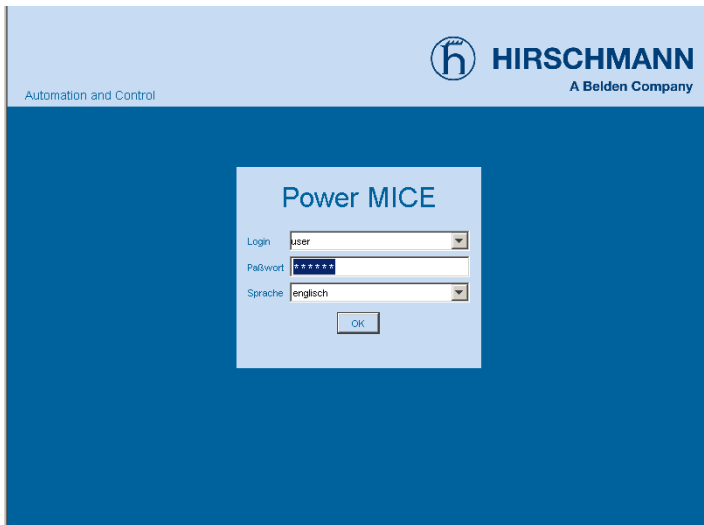 HIRSCHMANN
A Belden Company
Automation and Control
Power MICE
Login user
Paßwort ******
Sprache englisch
OK